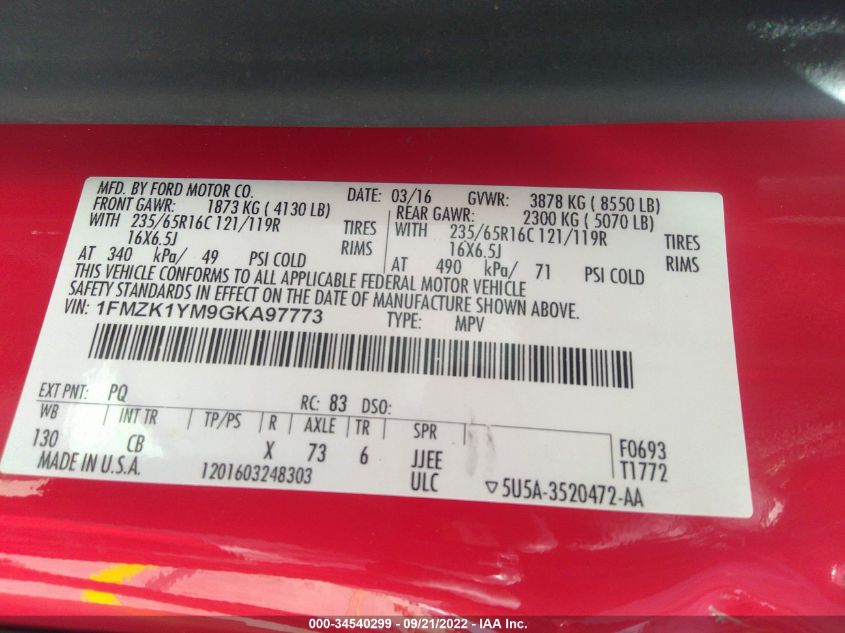 MFD. BY FORD MOTOR CO.
DATE: 03/16 GVWR: 3878 KG ( 8550 LB)
FRONT GAWR: 1873 KG ( 4130 LB)
REAR GAWR: 2300 KG ( 5070 LB)
WITH 235/65R16C 121/119R TIRES
WITH 235/65R16C 121/119R TIRES
16X6.5J RIMS
16X6.5J RIMS
AT 340 kPa/ 49 PSI COLD
AT 490 kPa/ 71 PSI COLD
THIS VEHICLE CONFORMS TO ALL APPLICABLE FEDERAL MOTOR VEHICLE
SAFETY STANDARDS IN EFFECT ON THE DATE OF MANUFACTURE SHOWN ABOVE.
VIN: 1FMZK1YM9GKA97773 TYPE: MPV
EXT PNT: PQ RC: 83 DSO:
WB INT TR TP/PS R AXLE TR SPR
130 CB X 73 6 JJEE F0693
ULC T1772
MADE IN U.S.A. 1201603248303 5U5A-3520472-AA
000-34540299 - 09/21/2022 - IAA Inc.